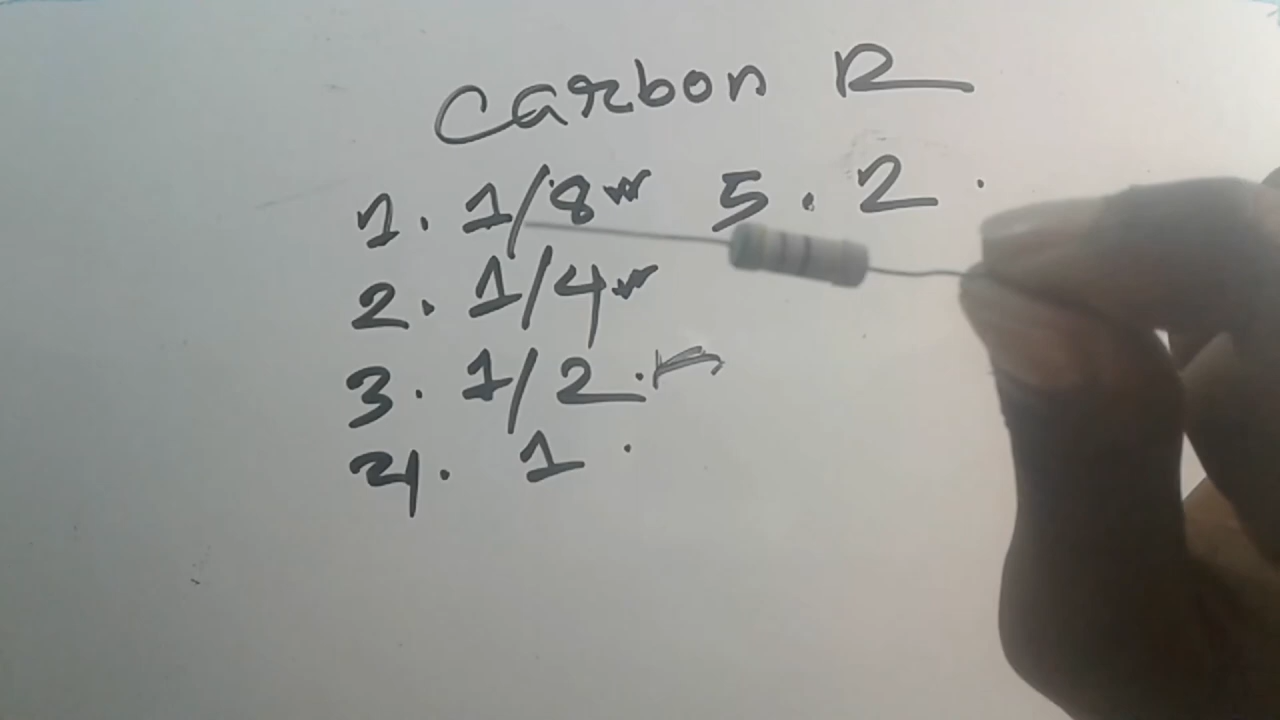 Carbon R
1. 1/8w 5. 2.
2. 1/4w
3. 1/2.
4. 1.